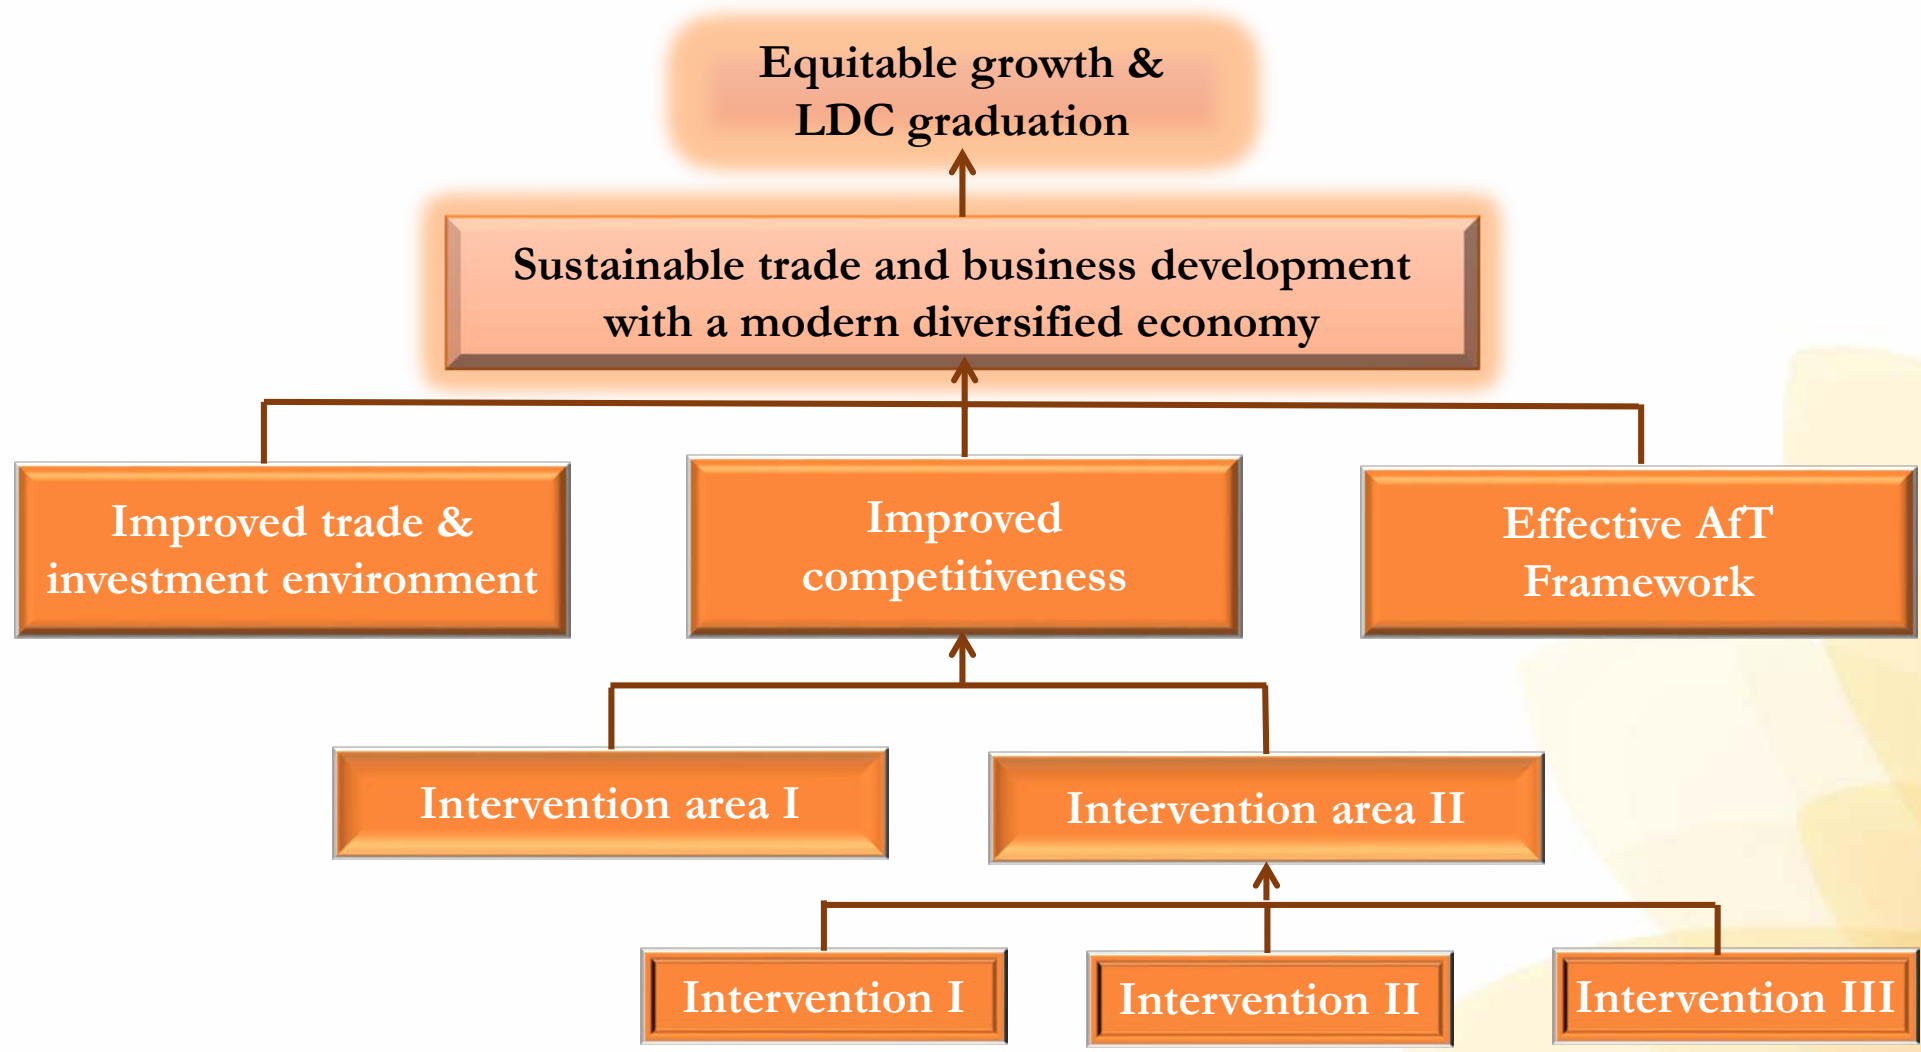 Equitable growth &
LDC graduation
Sustainable trade and business development
with a modern diversified economy
Improved trade &
investment environment
Improved
competitiveness
Effective AfT
Framework
Intervention area I
Intervention area II
Intervention I
Intervention II
Intervention III